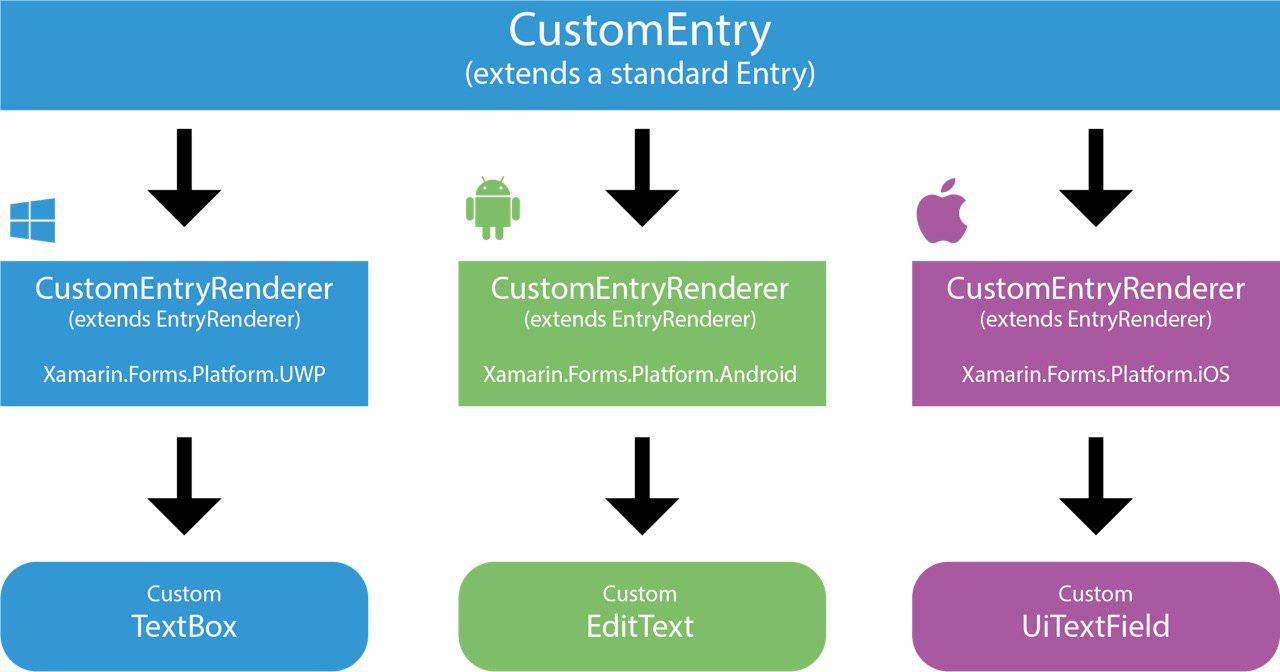 CustomEntry
(extends a standard Entry)
CustomEntryRenderer
(extends EntryRenderer)
Xamarin.Forms.Platform.UWP
CustomEntryRenderer
(extends EntryRenderer)
Xamarin.Forms.Platform.Android
CustomEntryRenderer
(extends EntryRenderer)
Xamarin.Forms.Platform.iOS
Custom
TextBox
Custom
EditText
Custom
UiTextField